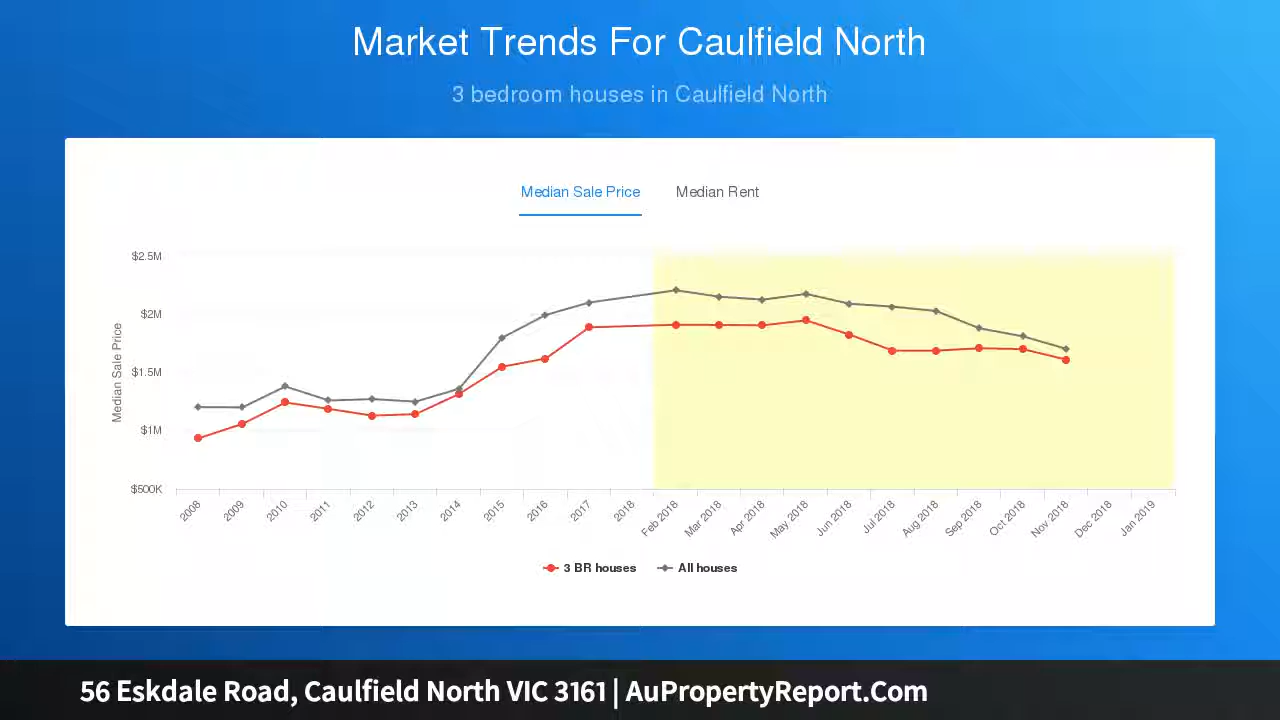 Market Trends For Caulfield North
3 bedroom houses in Caulfield North
Median Sale Price
Median Rent
Median Sale Price
$2.5M
$2M
$1.5M
$1M
$500K
2008
2009
2010
2011
2012
2013
2014
2015
2016
2017
2018
Feb 2018
Mar 2018
Apr 2018
May 2018
Jun 2018
Jul 2018
Aug 2018
Sep 2018
Oct 2018
Nov 2018
Dec 2018
Jan 2019
3 BR houses
All houses
56 Eskdale Road, Caulfield North VIC 3161 | AuPropertyReport.Com